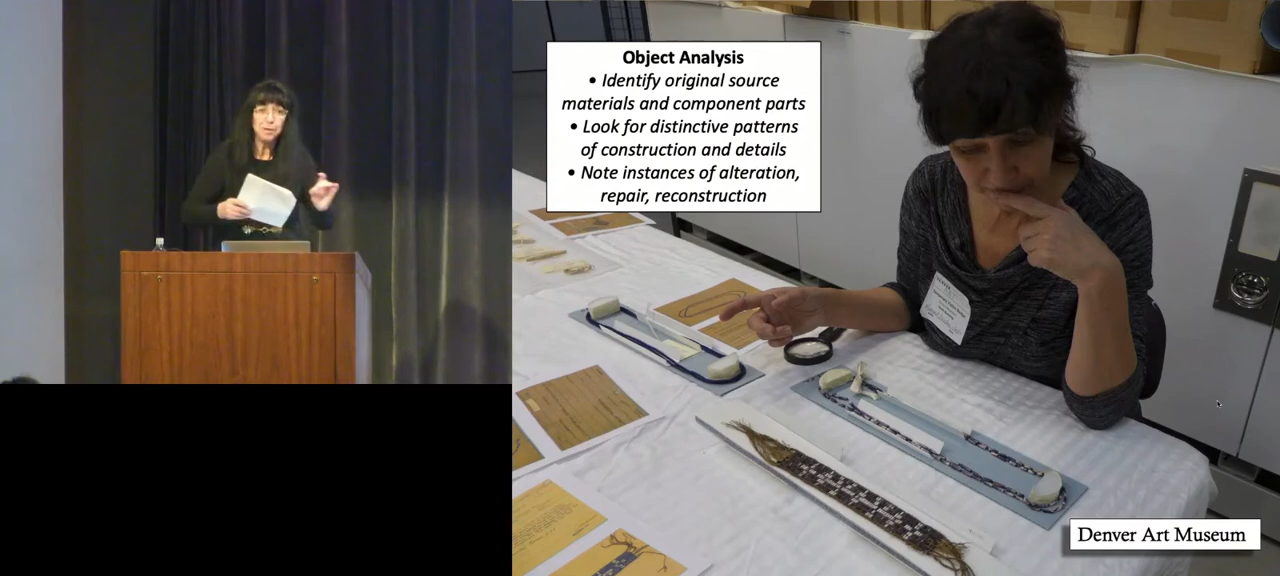 Object Analysis
• Identify original source
materials and component parts
• Look for distinctive patterns
of construction and details
• Note instances of alteration,
repair, reconstruction
Denver Art Museum